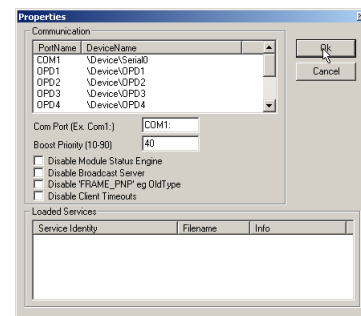 Properties
Communication
PortName DeviceName
COM1 \Device\Serial0
OPD1 \Device\OPD1
OPD2 \Device\OPD2
OPD3 \Device\OPD3
OPD4 \Device\OPD4
Com Port (Ex. Com1:) COM1:
Boost Priority (10-90) 40
Disable Module Status Engine
Disable Broadcast Server
Disable 'FRAME_PNP' eg OldType
Disable Client Timeouts
Ok
Cancel
Loaded Services
Service Identity Filename Info